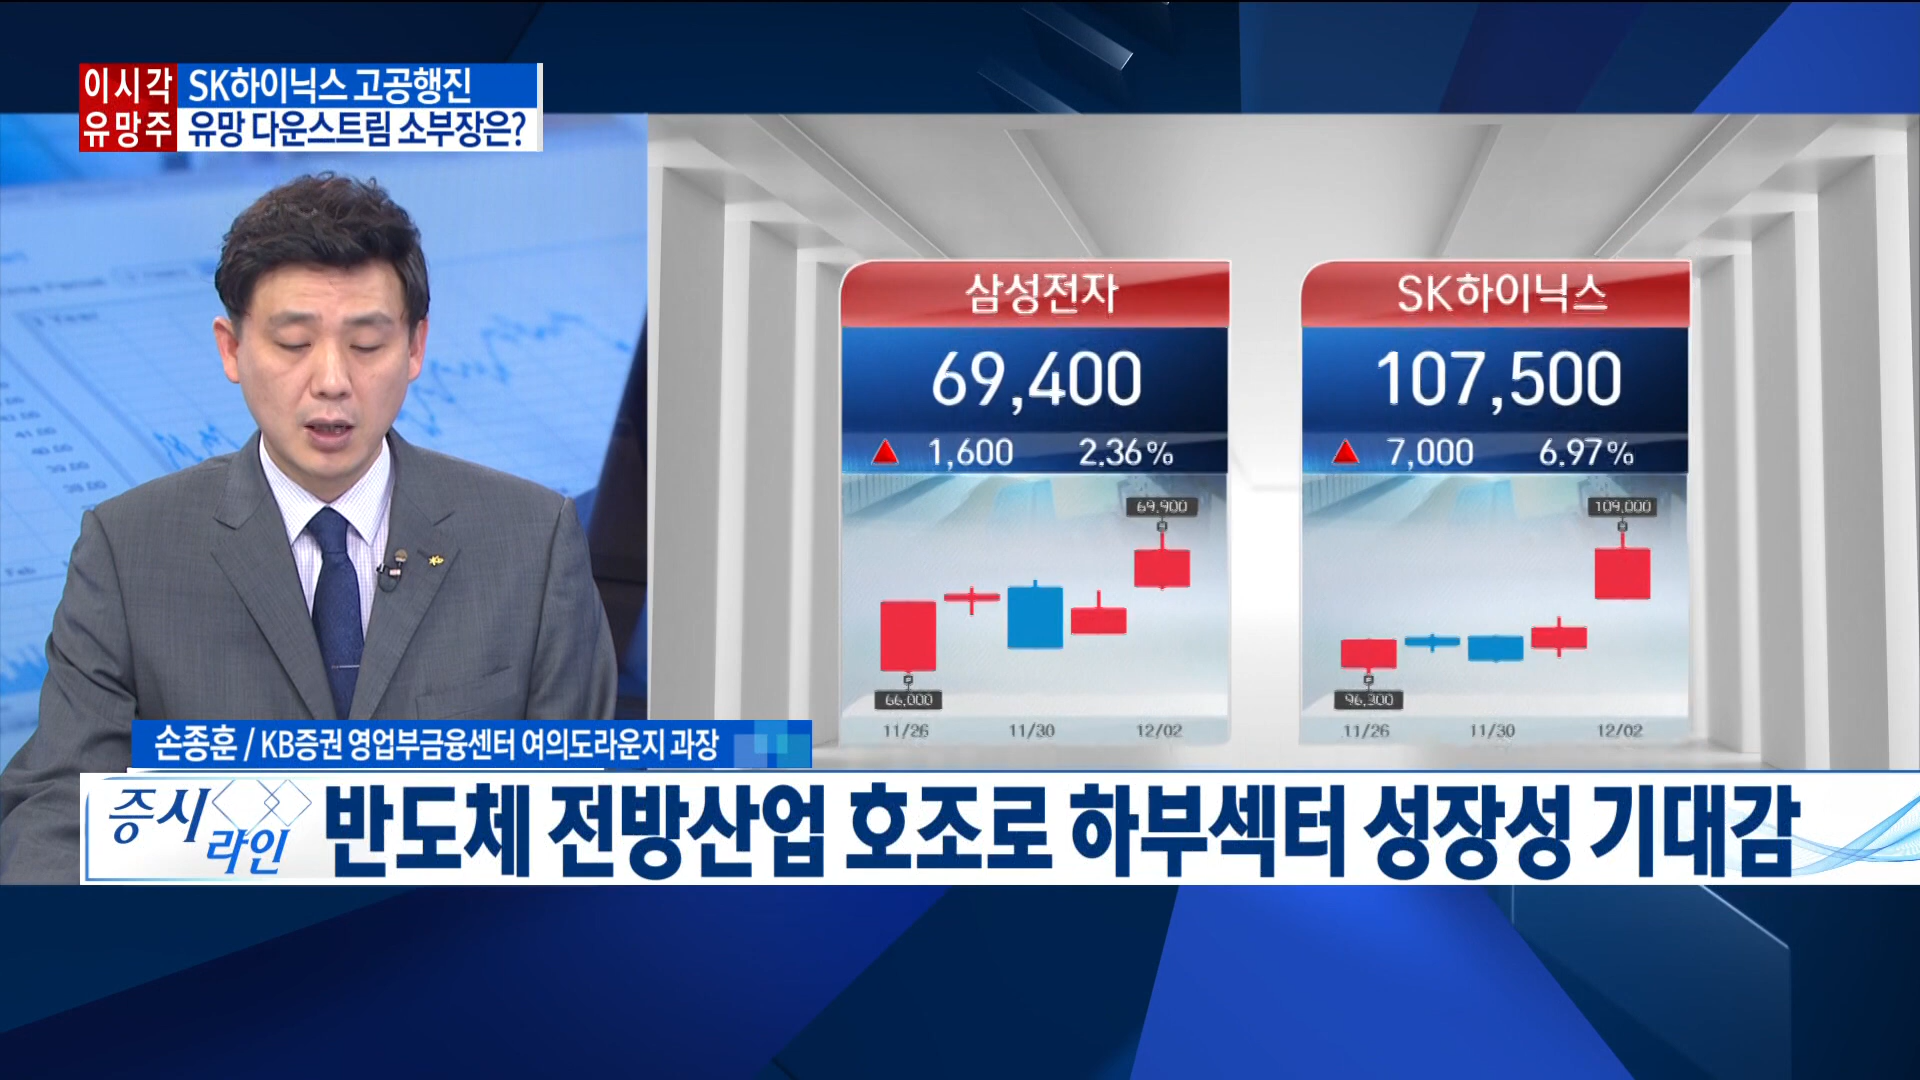 이시각
유망주
SK하이닉스 고공행진
유망 다운스트림 소부장은?
삼성전자
69,400
▲ 1,600 2.36%
69,900
66,000
11/26 11/30 12/02
SK하이닉스
107,500
▲ 7,000 6.97%
109,000
96,300
11/26 11/30 12/02
손종훈 / KB증권 영업부금융센터 여의도라운지 과장
증시
라인
반도체 전방산업 호조로 하부섹터 성장성 기대감